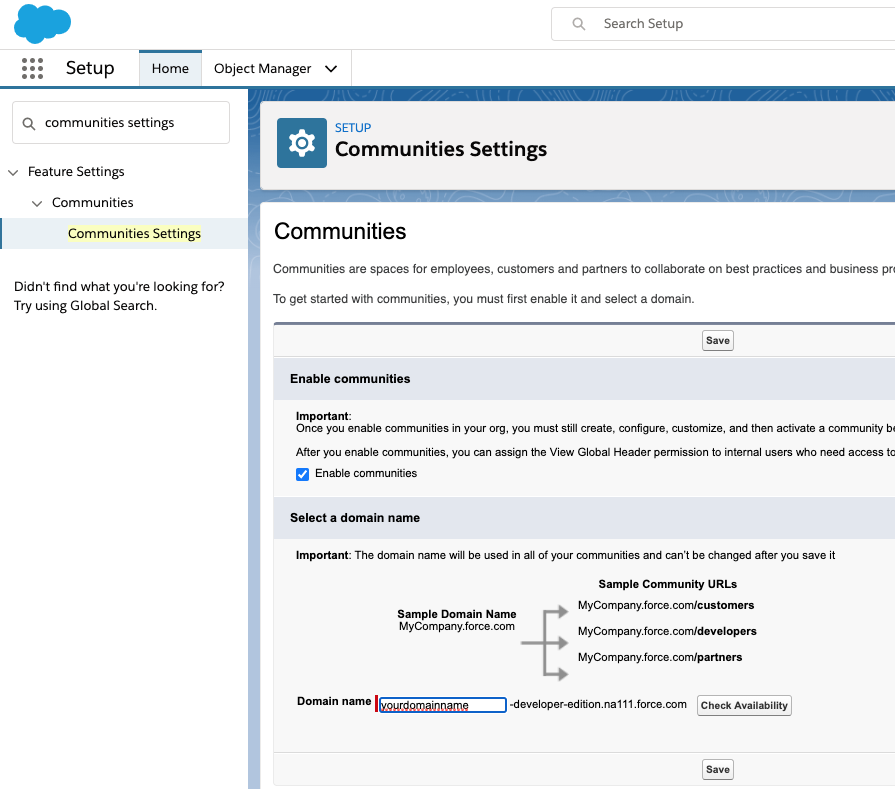 Search Setup
Setup
Home
Object Manager
communities settings
Feature Settings
Communities
Communities Settings
Didn't find what you're looking for?
Try using Global Search.
SETUP
Communities Settings
Communities
Communities are spaces for employees, customers and partners to collaborate on best practices and business
To get started with communities, you must first enable it and select a domain.
Save
Enable communities
Important:
Once you enable communities in your org, you must still create, configure, customize, and then activate a community
After you enable communities, you can assign the View Global Header permission to internal users who need access to
Enable communities
Select a domain name
Important: The domain name will be used in all of your communities and can't be changed after you save it
Sample Community URLs
Sample Domain Name
MyCompany.force.com
MyCompany.force.com/customers
MyCompany.force.com/developers
MyCompany.force.com/partners
Domain name yourdomainname -developer-edition.na111.force.com Check Availability
Save